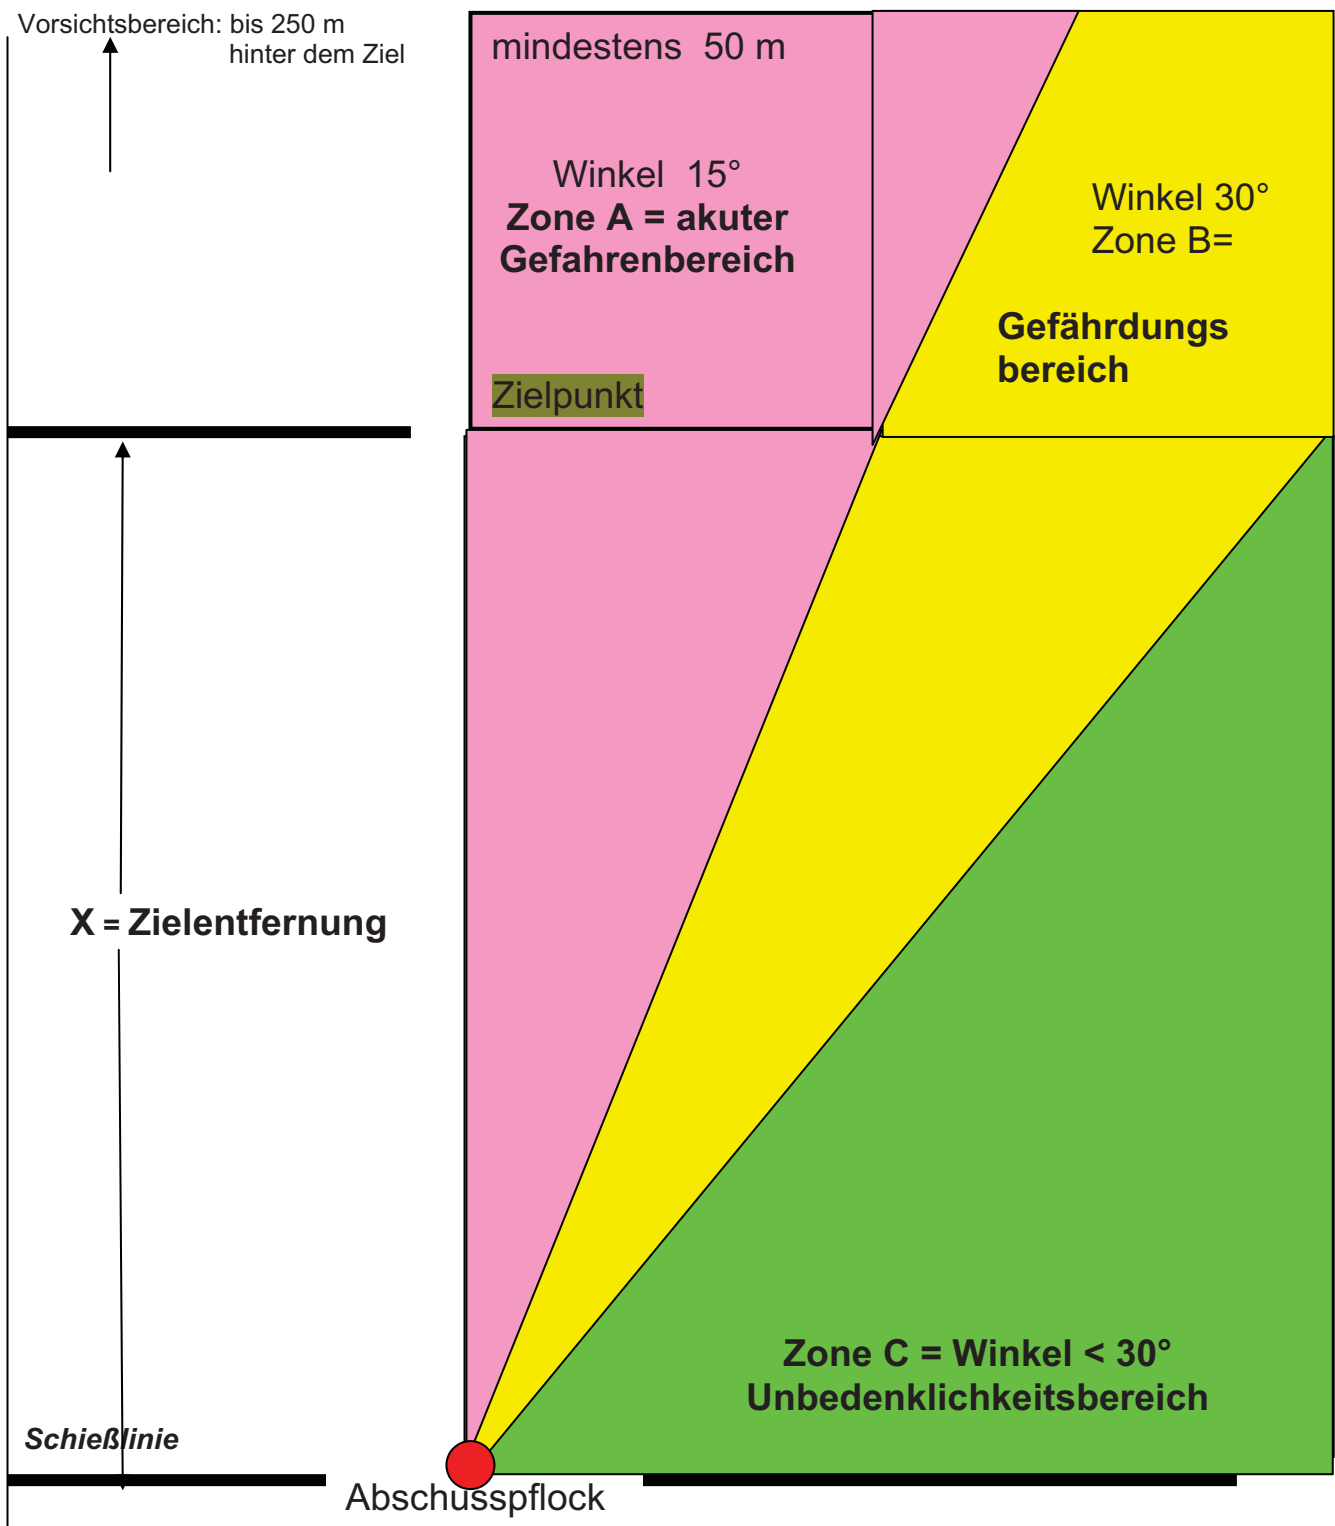 Vorsichtsbereich: bis 250 m
hinter dem Ziel
mindestens 50 m
Winkel 15°
Zone A = akuter
Gefahrenbereich
Winkel 30°
Zone B=
Gefährdungs
bereich
Zielpunkt
X = Zielentfernung
Zone C = Winkel < 30°
Unbedenklichkeitsbereich
Schießlinie
Abschusspflock